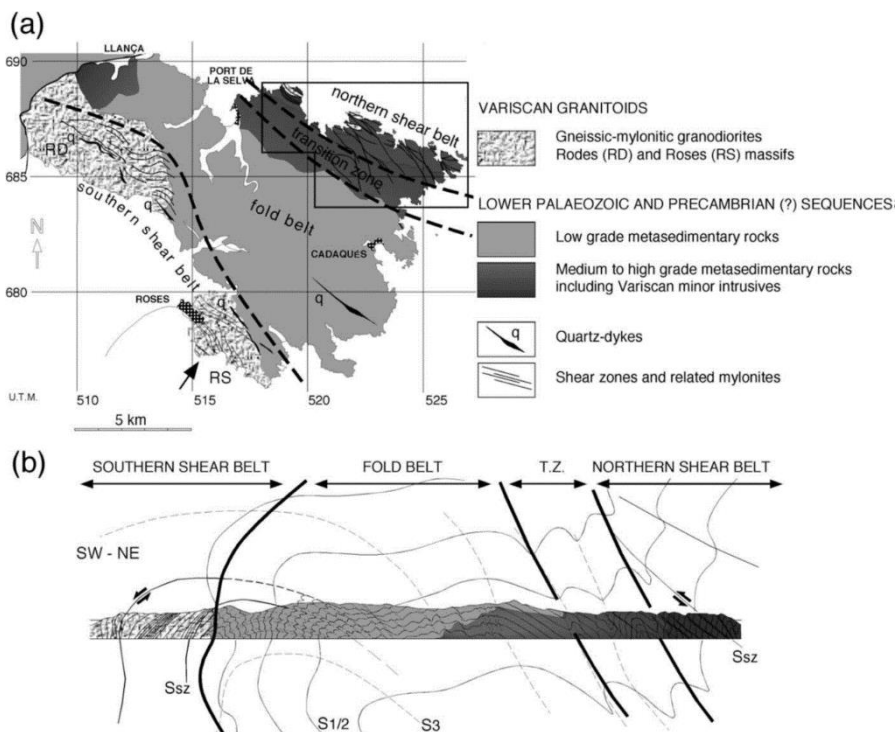 (a)
690
685
680
LLANÇA
PORT DE
LA SELVA
northern shear belt
transition zone
RD
q
q
southern shear belt
fold belt
CADAQUÉS
ROSES
q
q
RS
N
U.T.M.
510
515
520
525
5 km
VARISCAN GRANITOIDS
Gneissic-mylonitic granodiorites
Rodes (RD) and Roses (RS) massifs
LOWER PALAEOZOIC AND PRECAMBRIAN (?) SEQUENCES
Low grade metasedimentary rocks
Medium to high grade metasedimentary rocks
including Variscan minor intrusives
q
Quartz-dykes
Shear zones and related mylonites
(b)
SOUTHERN SHEAR BELT
FOLD BELT
T.Z.
NORTHERN SHEAR BELT
SW - NE
Ssz
S1/2
S3
Ssz